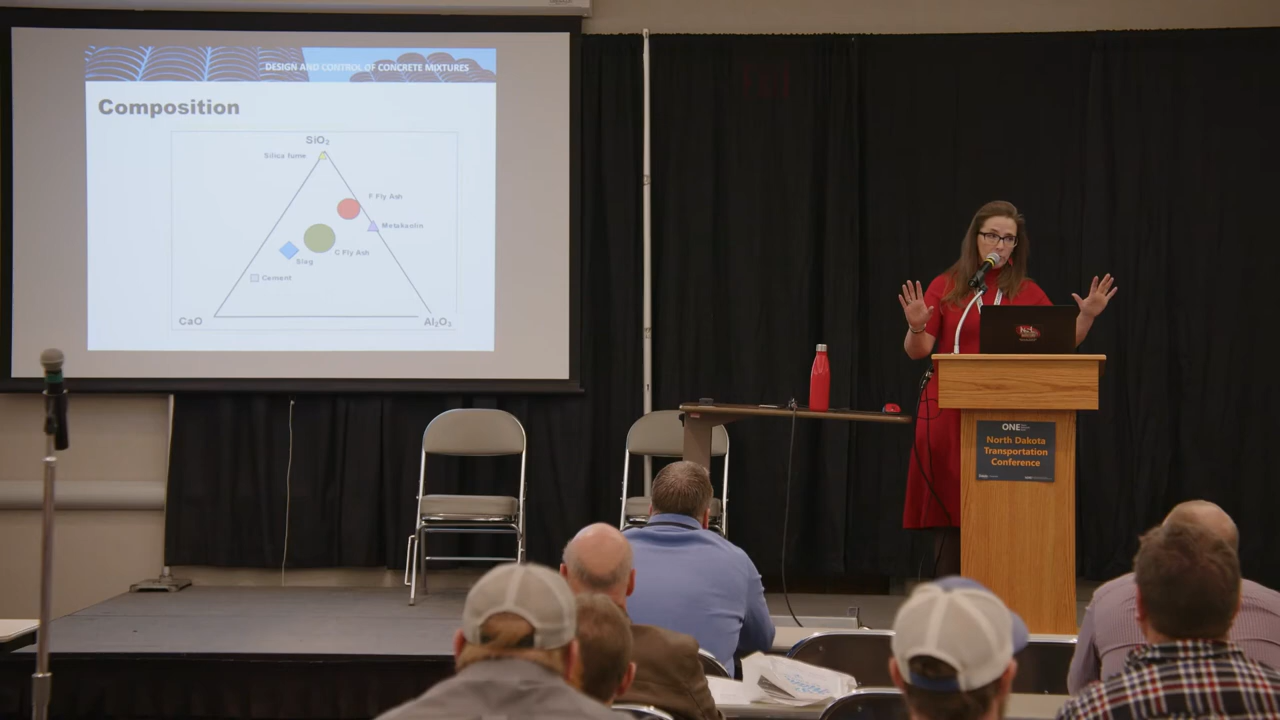 DESIGN AND CONTROL OF CONCRETE MIXTURES
Composition
SiO₂
Silica fume
F Fly Ash
Metakaolin
C Fly Ash
Slag
Cement
CaO
Al₂O₃
ONE
North Dakota
Transportation
Conference